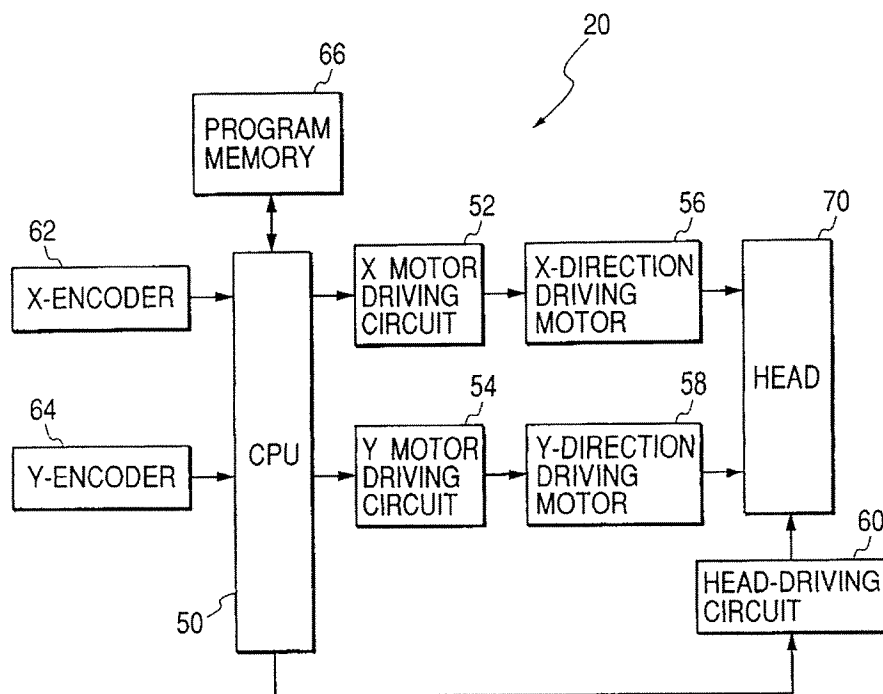 20
66
PROGRAM
MEMORY
62
X-ENCODER
52
X MOTOR
DRIVING
CIRCUIT
56
X-DIRECTION
DRIVING
MOTOR
70
HEAD
64
Y-ENCODER
CPU
50
54
Y MOTOR
DRIVING
CIRCUIT
58
Y-DIRECTION
DRIVING
MOTOR
60
HEAD-DRIVING
CIRCUIT